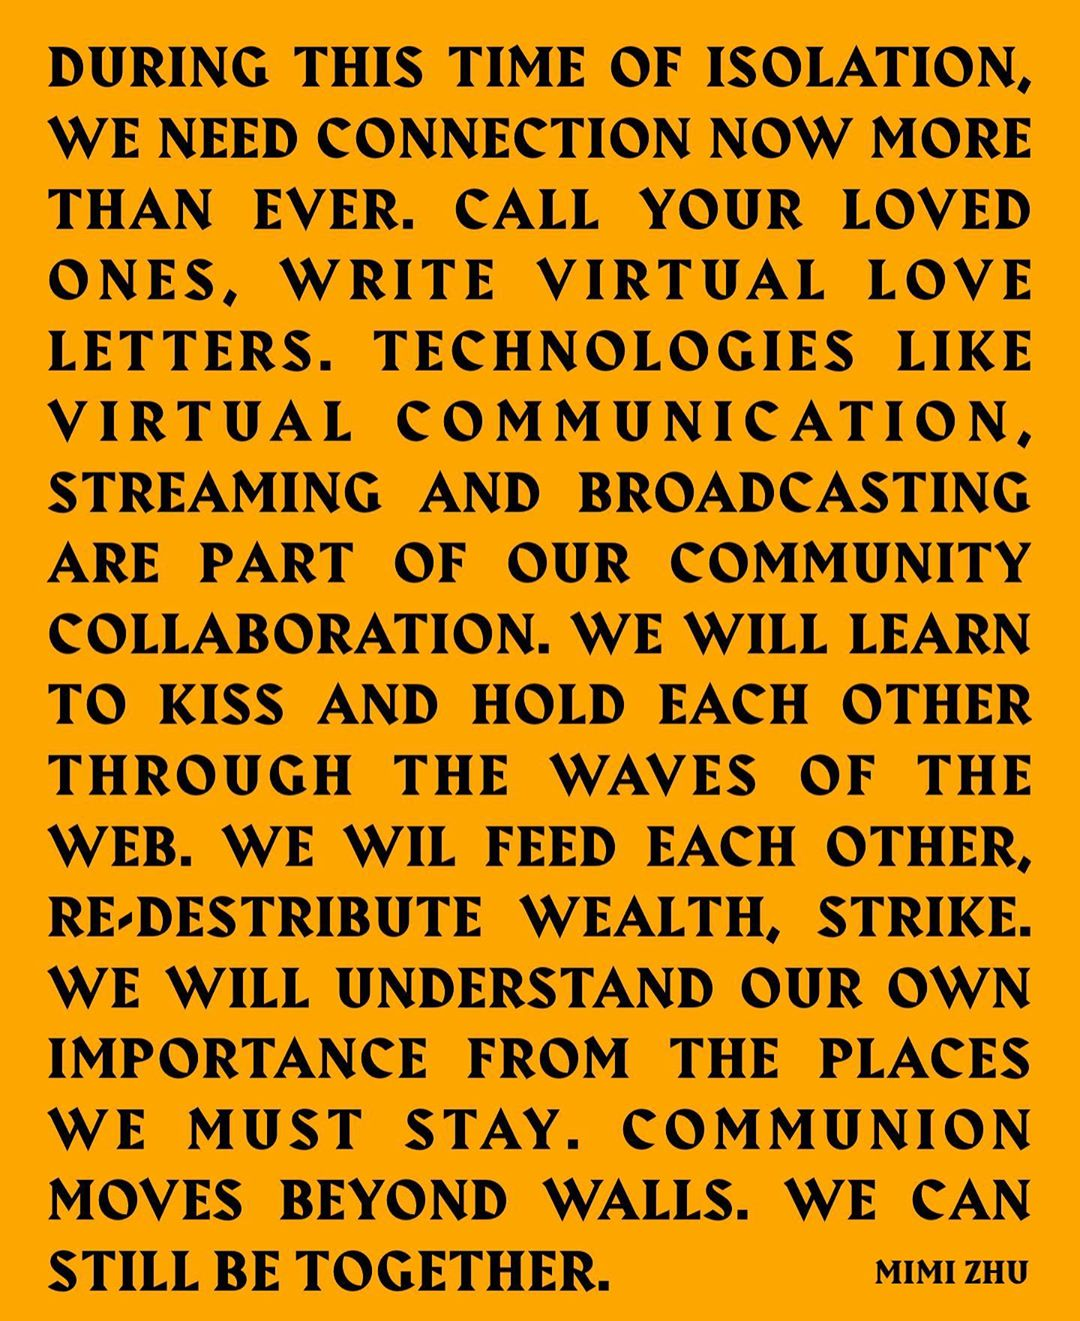 DURING THIS TIME OF ISOLATION,
WE NEED CONNECTION NOW MORE
THAN EVER. CALL YOUR LOVED
ONES, WRITE VIRTUAL LOVE
LETTERS. TECHNOLOGIES LIKE
VIRTUAL COMMUNICATION,
STREAMING AND BROADCASTING
ARE PART OF OUR COMMUNITY
COLLABORATION. WE WILL LEARN
TO KISS AND HOLD EACH OTHER
THROUGH THE WAVES OF THE
WEB. WE WIL FEED EACH OTHER,
RE-DESTRIBUTE WEALTH, STRIKE.
WE WILL UNDERSTAND OUR OWN
IMPORTANCE FROM THE PLACES
WE MUST STAY. COMMUNION
MOVES BEYOND WALLS. WE CAN
STILL BE TOGETHER.
MIMI ZHU